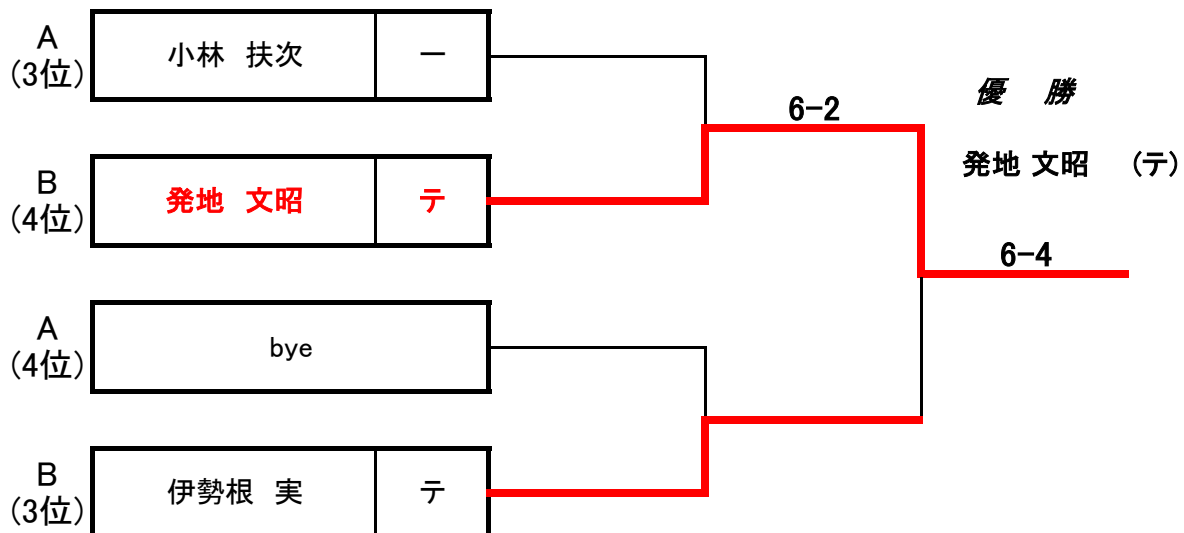 A
(3位)
小林 扶次
一
6-2
優 勝
発地 文昭 (テ)
B
(4位)
発地 文昭
テ
6-4
A
(4位)
bye
B
(3位)
伊勢根 実
テ